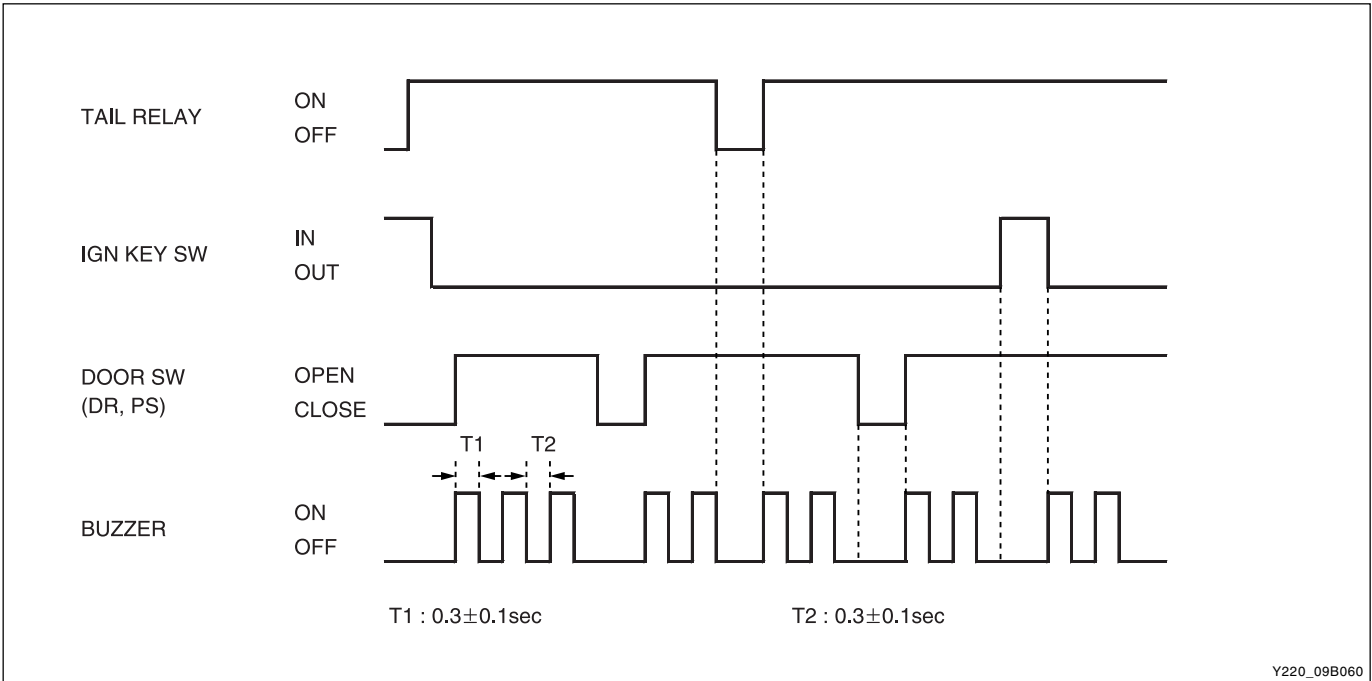 TAIL RELAY
ON
OFF
IGN KEY SW
IN
OUT
DOOR SW
(DR, PS)
OPEN
CLOSE
T1 T2
BUZZER
ON
OFF
T1 : 0.3±0.1sec T2 : 0.3±0.1sec
Y220_09B060